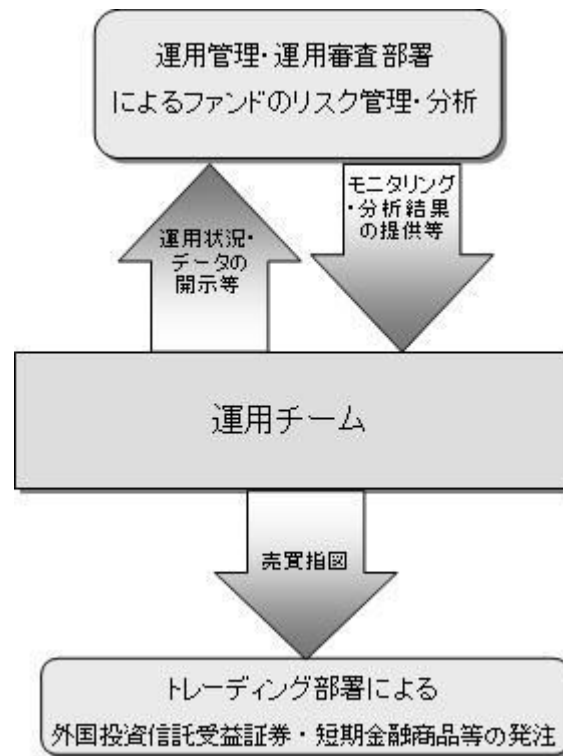 運用管理・運用審査部署
によるファンドのリスク管理・分析
運用状況・
データの
開示等
モニタリング
・分析結果
の提供等
運用チーム
売買指図
トレーディング部署による
外国投資信託受益証券・短期金融商品等の発注